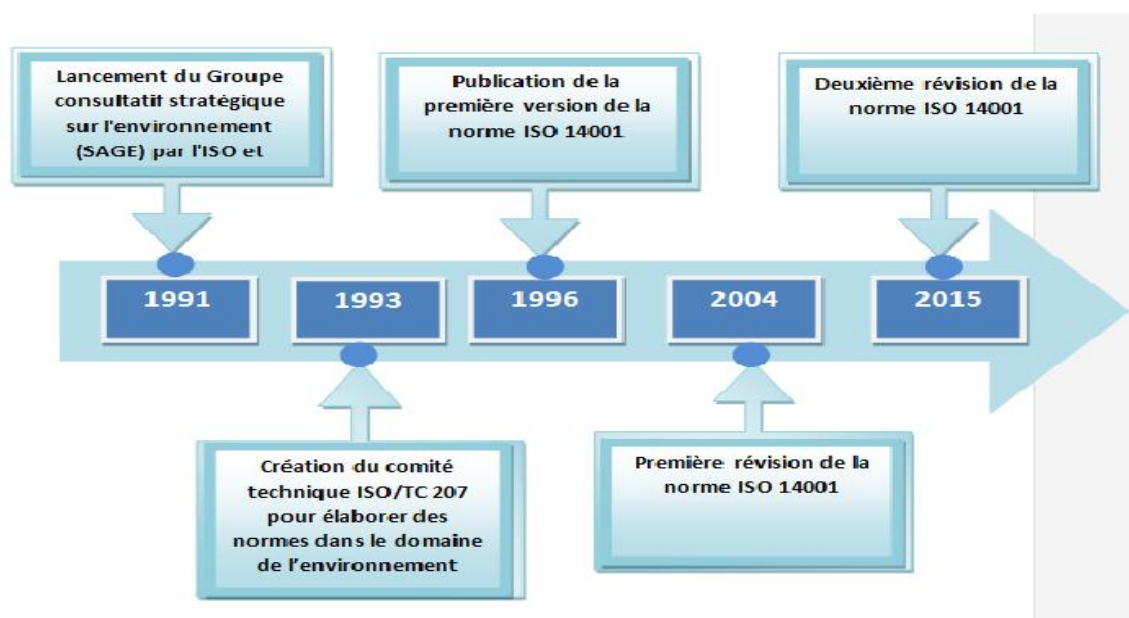 Lancement du Groupe
consultatif stratégique
sur l'environnement
(SAGE) par l'ISO et
Publication de la
première version de la
norme ISO 14001
Deuxième révision de la
norme ISO 14001
1991
1993
1996
2004
2015
Création du comité
technique ISO/TC 207
pour élaborer des
normes dans le domaine
de l'environnement
Première révision de la
norme ISO 14001